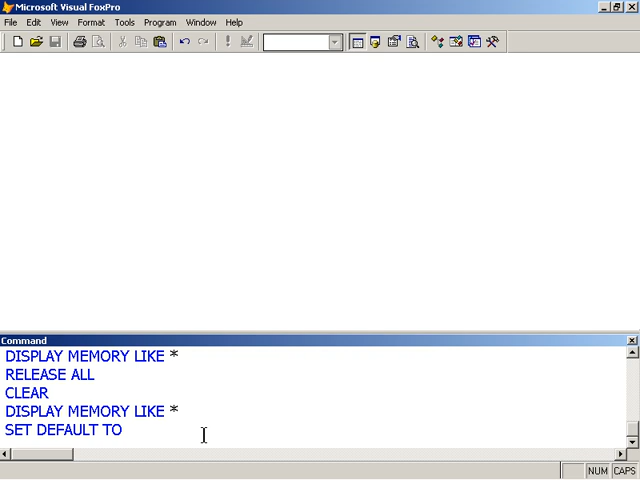 Microsoft Visual FoxPro
File Edit View Format Tools Program Window Help
Command
DISPLAY MEMORY LIKE *
RELEASE ALL
CLEAR
DISPLAY MEMORY LIKE *
SET DEFAULT TO
NUM CAPS